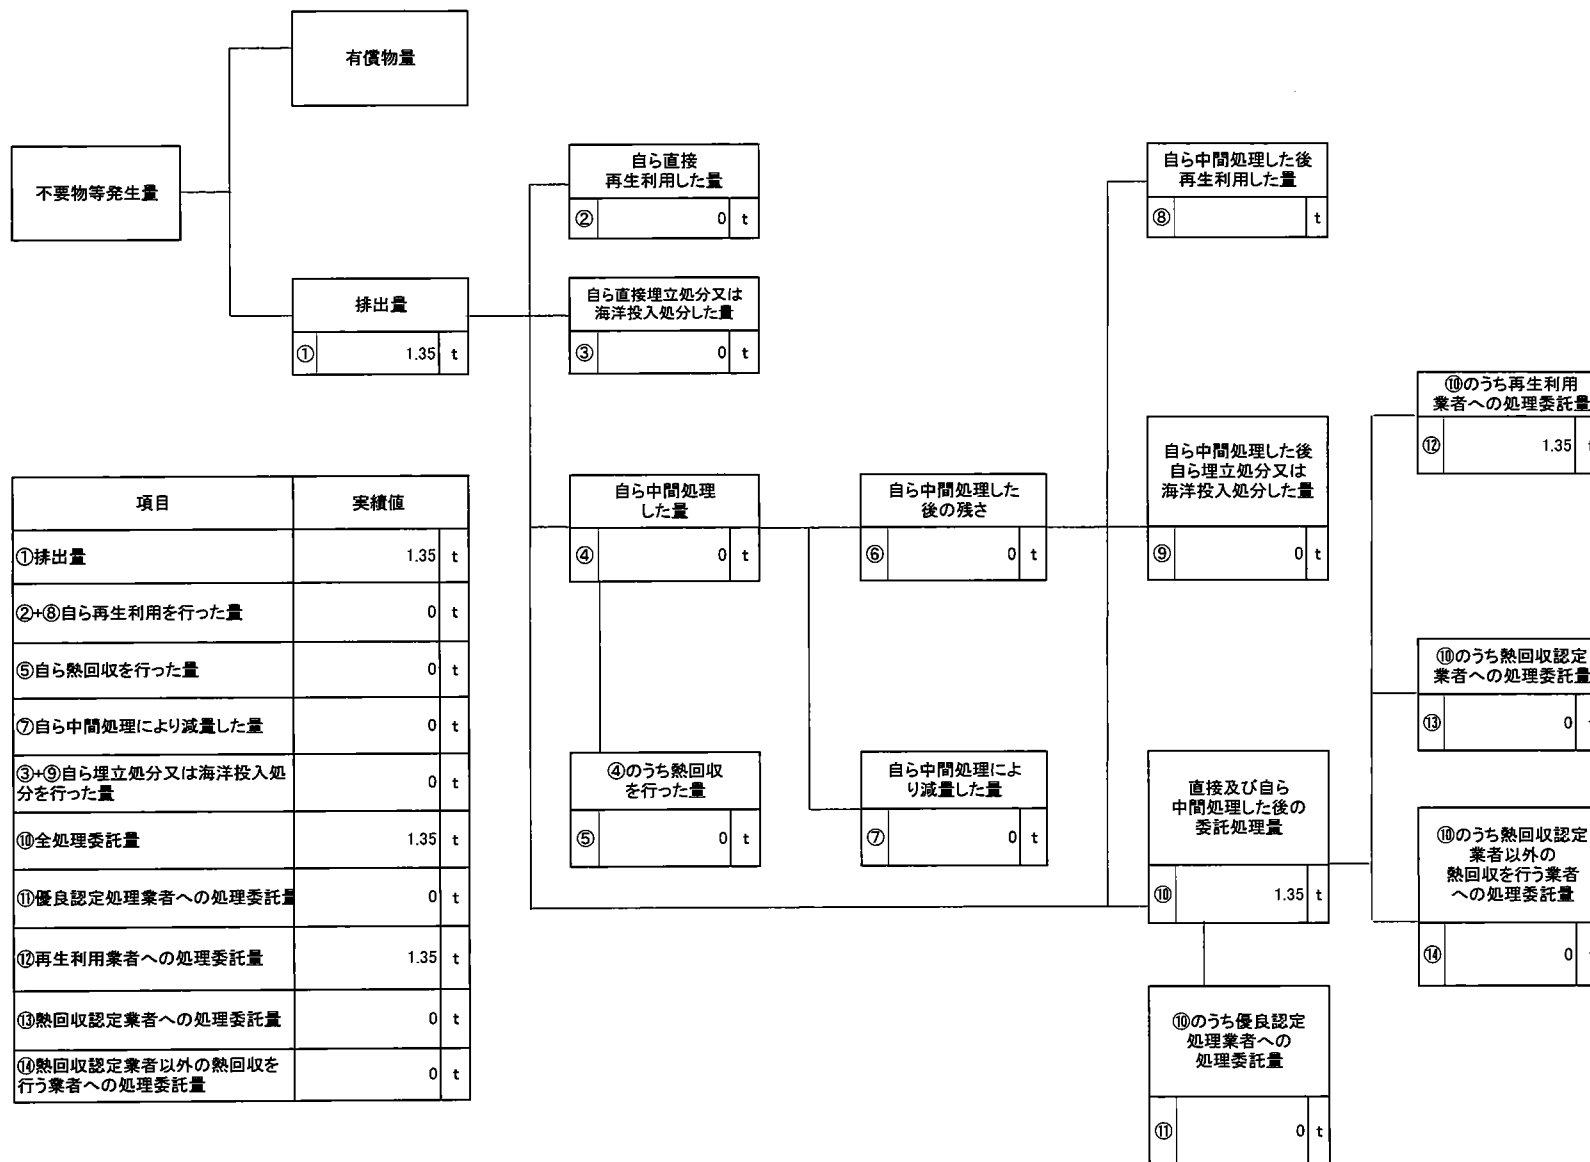 有償物量
不要物等発生量
排出量
① 1.35 t
自ら直接
再生利用した量
② 0 t
自ら直接埋立処分又は
海洋投入処分した量
③ 0 t
自ら中間処理
した量
④ 0 t
④のうち熱回収
を行った量
⑤ 0 t
自ら中間処理した
後の残さ
⑥ 0 t
自ら中間処理によ
り減量した量
⑦ 0 t
自ら中間処理した後
再生利用した量
⑧ t
自ら中間処理した後
自ら埋立処分又は
海洋投入処分した量
⑨ 0 t
直接及び自ら
中間処理した後の
委託処理量
⑩ 1.35 t
⑩のうち優良認定
処理業者への
処理委託量
⑪ 0 t
⑩のうち再生利用
業者への処理委託量
⑫ 1.35 t
⑩のうち熱回収認定
業者への処理委託量
⑬ 0
⑩のうち熱回収認定
業者以外の
熱回収を行う業者
への処理委託量
⑭ 0
項目 実績値
①排出量 1.35 t
②+⑧自ら再生利用を行った量 0 t
⑤自ら熱回収を行った量 0 t
⑦自ら中間処理により減量した量 0 t
③+⑨自ら埋立処分又は海洋投入処
分を行った量 0 t
⑩全処理委託量 1.35 t
⑪優良認定処理業者への処理委託量 0 t
⑫再生利用業者への処理委託量 1.35 t
⑬熱回収認定業者への処理委託量 0 t
⑭熱回収認定業者以外の熱回収を
行う業者への処理委託量 0 t